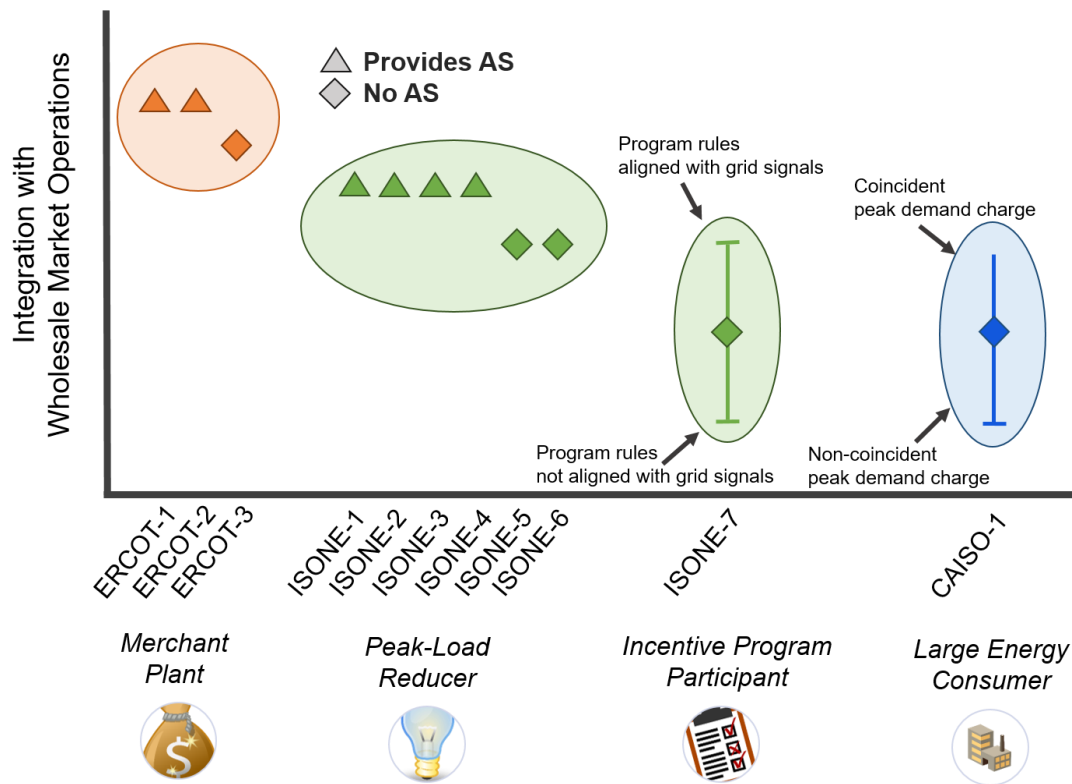 Integration with
Wholesale Market Operations
Provides AS
No AS
Program rules
aligned with grid signals
Coincident
peak demand charge
Program rules
not aligned with grid signals
Non-coincident
peak demand charge
ERCOT-1
ERCOT-2
ERCOT-3
ISONE-1
ISONE-2
ISONE-3
ISONE-4
ISONE-5
ISONE-6
ISONE-7
CAISO-1
Merchant
Plant
Peak-Load
Reducer
Incentive Program
Participant
Large Energy
Consumer
$